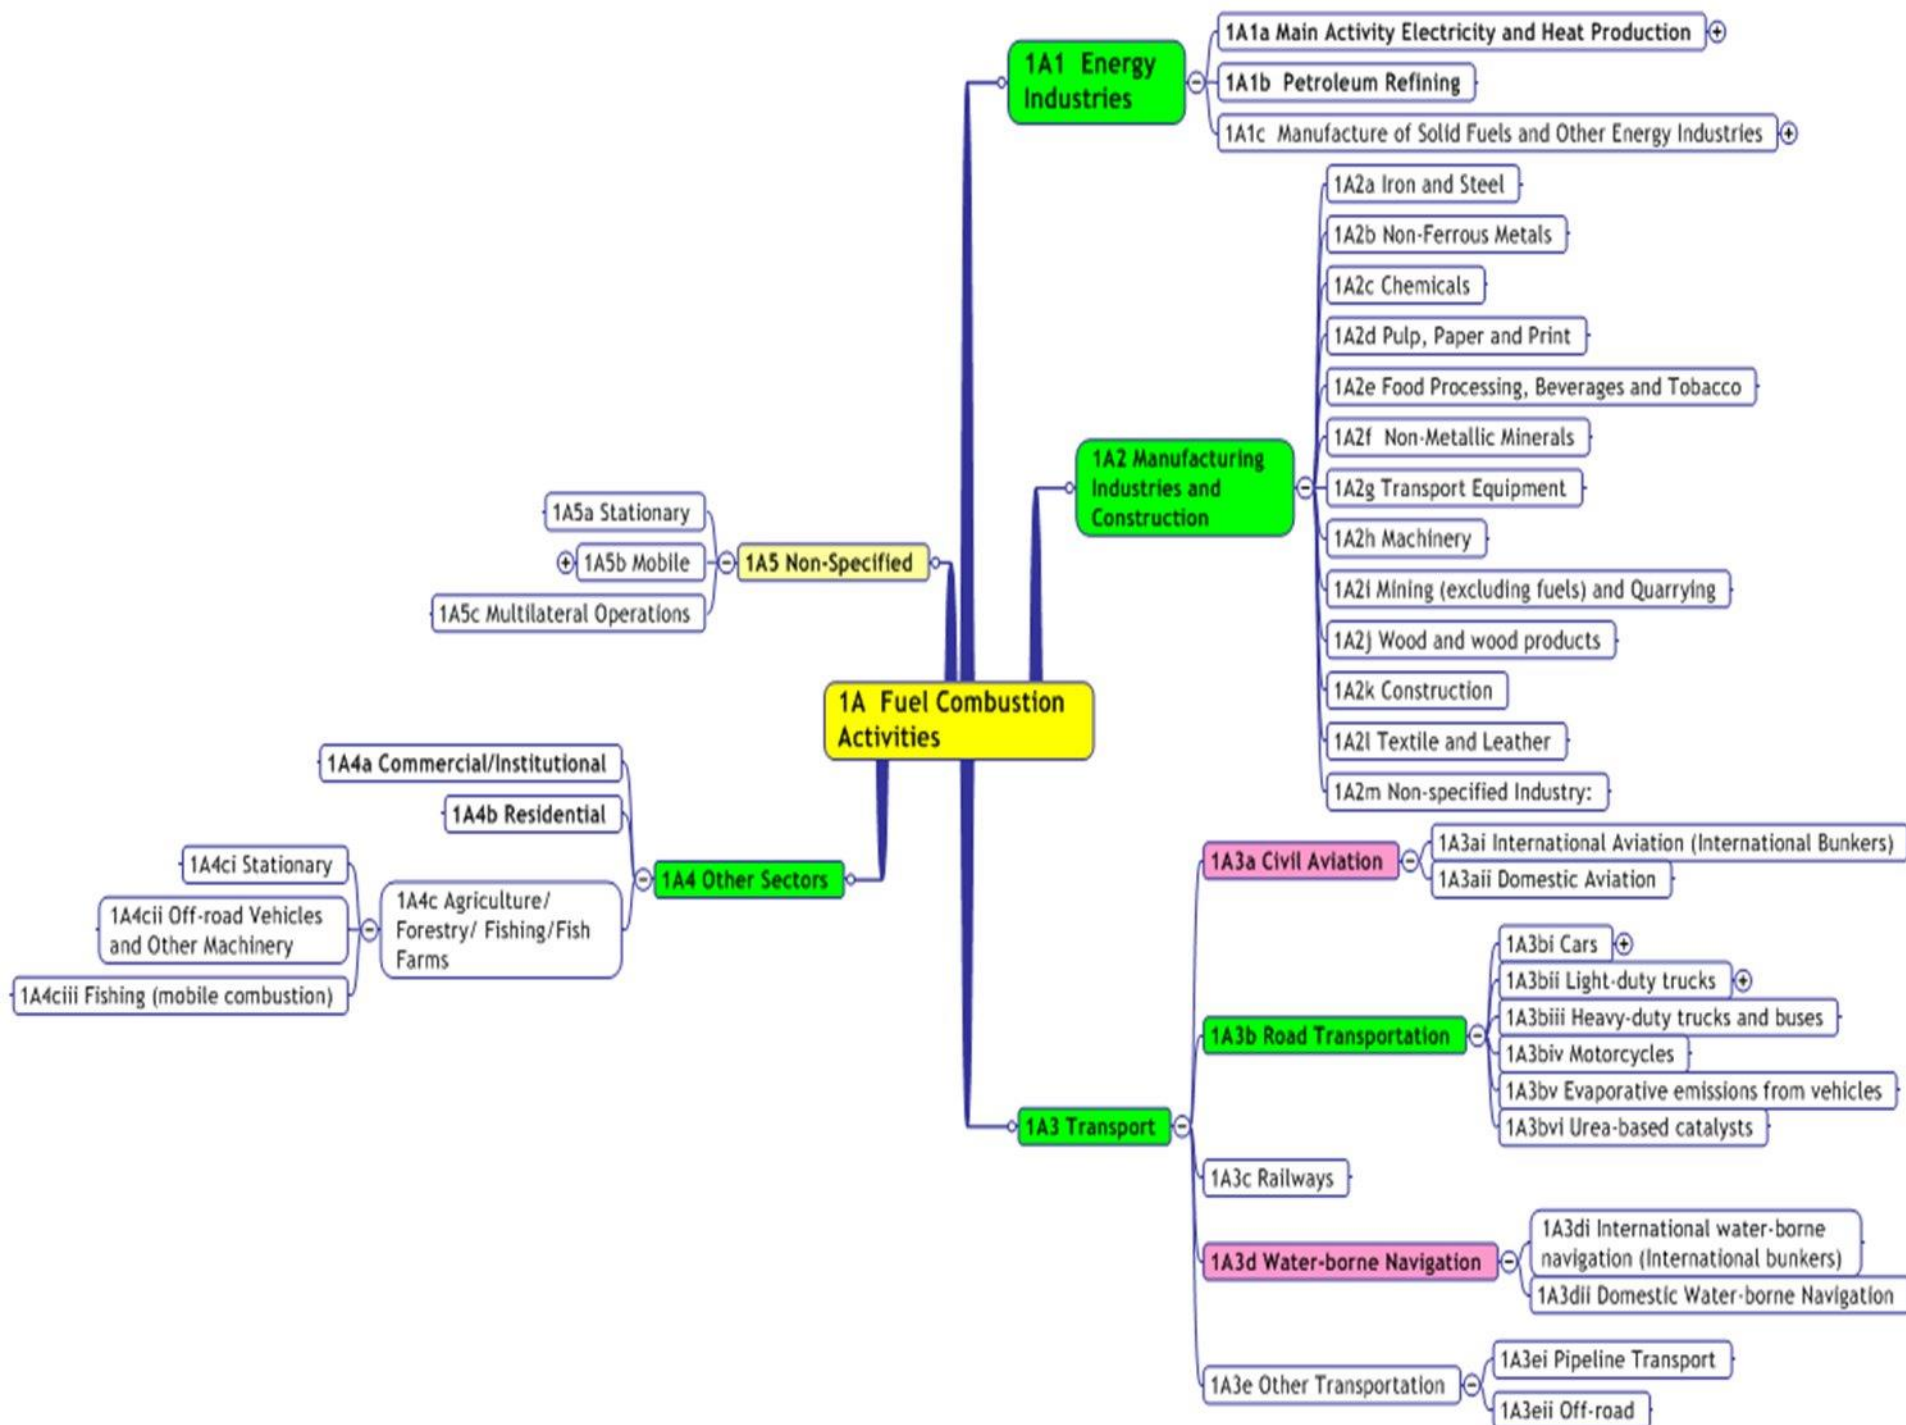 1A1 Energy
Industries
1A1a Main Activity Electricity and Heat Production
1A1b Petroleum Refining
1A1c Manufacture of Solid Fuels and Other Energy Industries
1A2 Manufacturing
Industries and
Construction
1A2a Iron and Steel
1A2b Non-Ferrous Metals
1A2c Chemicals
1A2d Pulp, Paper and Print
1A2e Food Processing, Beverages and Tobacco
1A2f Non-Metallic Minerals
1A2g Transport Equipment
1A2h Machinery
1A2i Mining (excluding fuels) and Quarrying
1A2j Wood and wood products
1A2k Construction
1A2l Textile and Leather
1A2m Non-specified Industry:
1A5a Stationary
1A5b Mobile
1A5c Multilateral Operations
1A5 Non-Specified
1A Fuel Combustion
Activities
1A4a Commercial/Institutional
1A4b Residential
1A4ci Stationary
1A4cii Off-road Vehicles
and Other Machinery
1A4ciii Fishing (mobile combustion)
1A4c Agriculture/
Forestry/ Fishing/Fish
Farms
1A4 Other Sectors
1A3 Transport
1A3a Civil Aviation
1A3ai International Aviation (International Bunkers)
1A3aii Domestic Aviation
1A3b Road Transportation
1A3bi Cars
1A3bii Light-duty trucks
1A3biii Heavy-duty trucks and buses
1A3biv Motorcycles
1A3bv Evaporative emissions from vehicles
1A3bvi Urea-based catalysts
1A3c Railways
1A3d Water-borne Navigation
1A3di International water-borne
navigation (International bunkers)
1A3dii Domestic Water-borne Navigation
1A3e Other Transportation
1A3ei Pipeline Transport
1A3eii Off-road